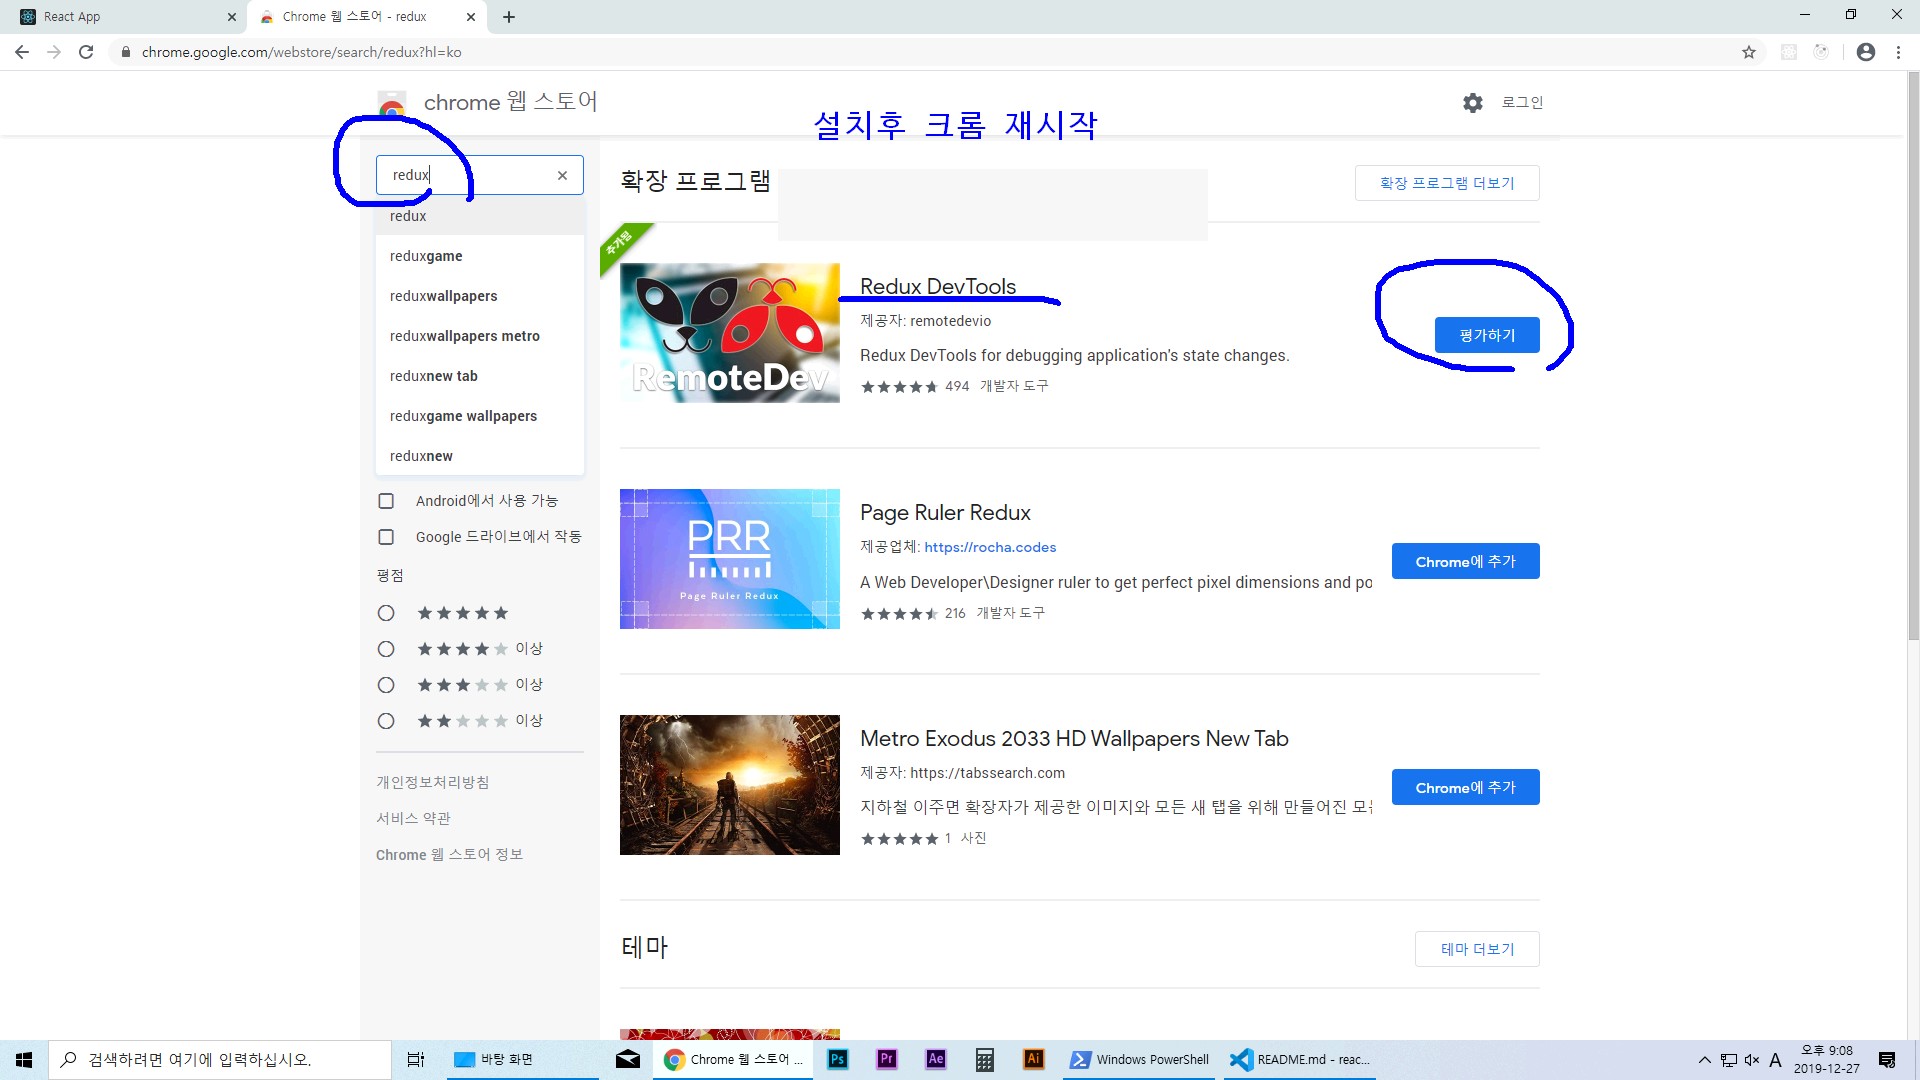 React App
Chrome 웹 스토어 - redux
chrome.google.com/webstore/search/redux?hl=ko
chrome 웹 스토어
로그인
설치후 크롬 재시작
redux
redux
reduxgame
reduxwallpapers
reduxwallpapers metro
reduxnew tab
reduxgame wallpapers
reduxnew
Android에서 사용 가능
Google 드라이브에서 작동
평점
이상
이상
이상
개인정보처리방침
서비스 약관
Chrome 웹 스토어 정보
확장 프로그램
확장 프로그램 더보기
추가됨
RemoteDev
Redux DevTools
제공자: remotedevio
Redux DevTools for debugging application's state changes.
494 개발자 도구
평가하기
PRR
Page Ruler Redux
Page Ruler Redux
제공업체: https://rocha.codes
A Web Developer\Designer ruler to get perfect pixel dimensions and po
216 개발자 도구
Chrome에 추가
Metro Exodus 2033 HD Wallpapers New Tab
제공자: https://tabssearch.com
지하철 이주면 확장자가 제공한 이미지와 모든 새 탭을 위해 만들어진 모든
1 사진
Chrome에 추가
테마
테마 더보기
검색하려면 여기에 입력하십시오.
바탕 화면
Chrome 웹 스토어 ...
Ps
Pr
Ae
Ai
Windows PowerShell
README.md - reac...
A
오후 9:08
2019-12-27